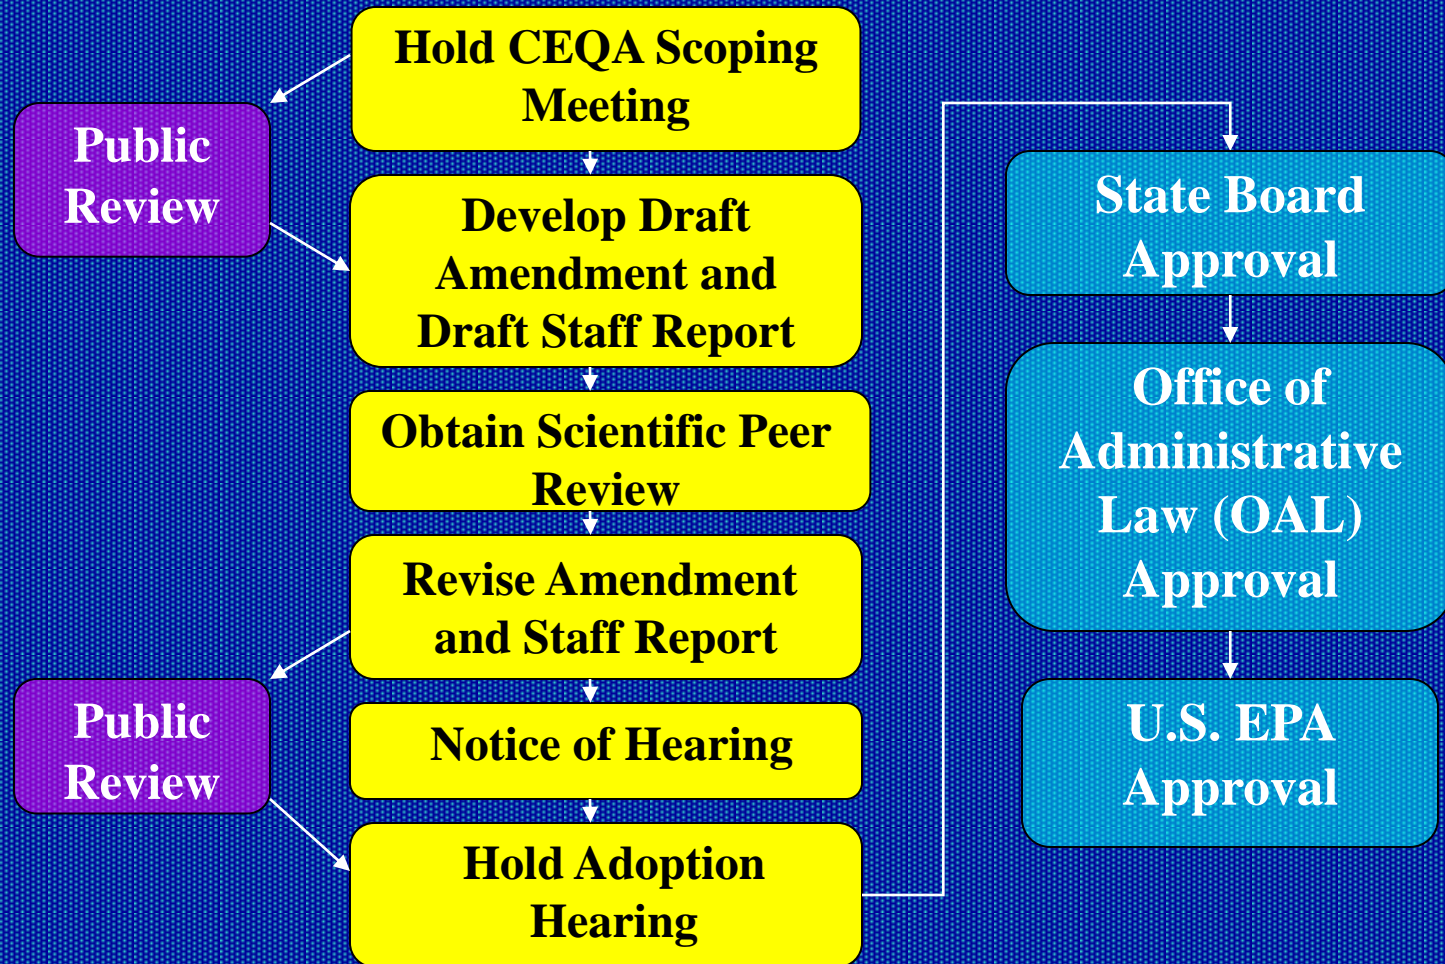 Hold CEQA Scoping
Meeting
Public
Review
Develop Draft
Amendment and
Draft Staff Report
Obtain Scientific Peer
Review
Revise Amendment
and Staff Report
Public
Review
Notice of Hearing
Hold Adoption
Hearing
State Board
Approval
Office of
Administrative
Law (OAL)
Approval
U.S. EPA
Approval